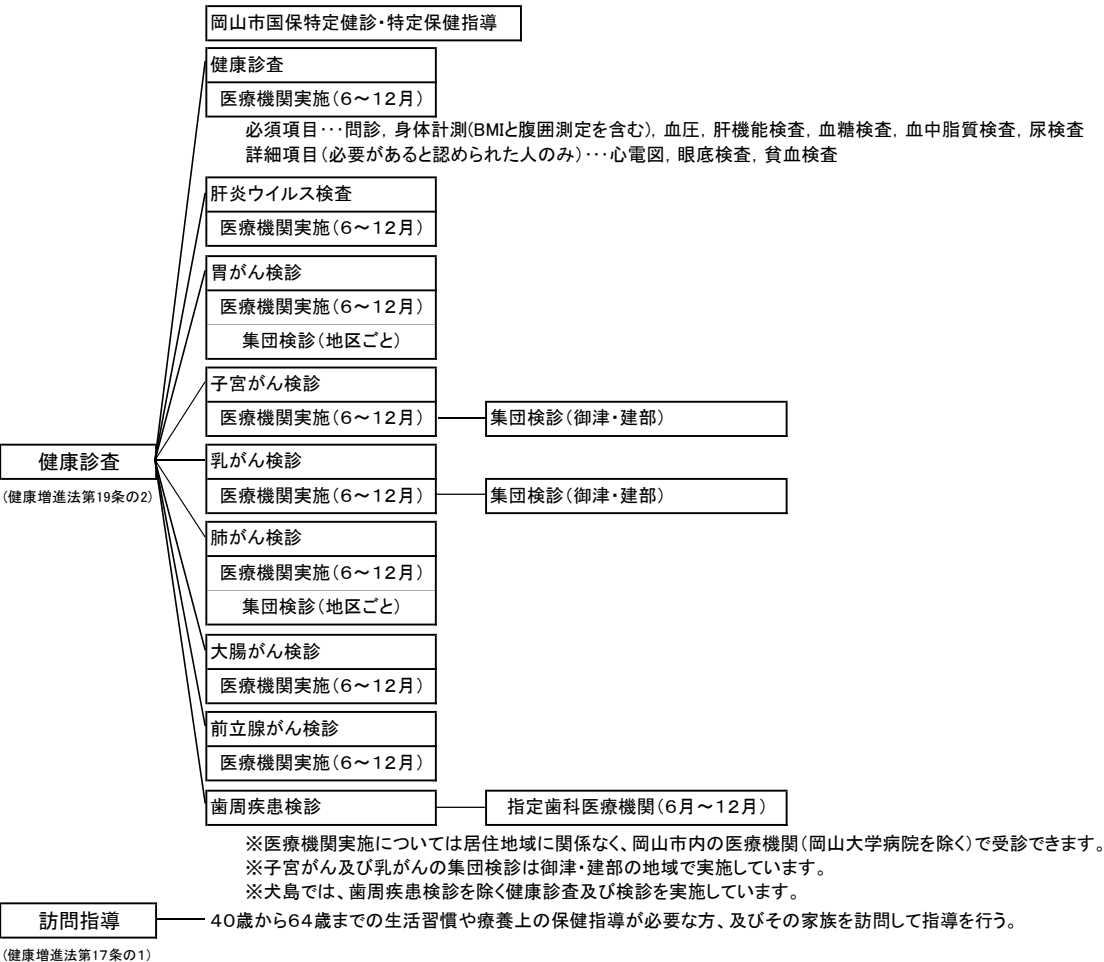 岡山市国保特定健診・特定保健指導
健康診査
医療機関実施（6～12月）
必須項目・・・問診，身体計測(BMIと腹囲測定を含む)，血圧，肝機能検査，血糖検査，血中脂質検査，尿検査
詳細項目（必要があると認められた人のみ）・・・心電図，眼底検査，貧血検査
肝炎ウイルス検査
医療機関実施（6～12月）
胃がん検診
医療機関実施（6～12月）
集団検診（地区ごと）
子宮がん検診
医療機関実施（6～12月） 集団検診（御津・建部）
健康診査
(健康増進法第19条の2)
乳がん検診
医療機関実施（6～12月） 集団検診（御津・建部）
肺がん検診
医療機関実施（6～12月）
集団検診（地区ごと）
大腸がん検診
医療機関実施（6～12月）
前立腺がん検診
医療機関実施（6～12月）
歯周疾患検診 指定歯科医療機関（6月～12月）
※医療機関実施については居住地域に関係なく、岡山市内の医療機関（岡山大学病院を除く）で受診できます。
※子宮がん及び乳がんの集団検診は御津・建部の地域で実施しています。
※犬島では、歯周疾患検診を除く健康診査及び検診を実施しています。
訪問指導 40歳から64歳までの生活習慣や療養上の保健指導が必要な方、及びその家族を訪問して指導を行う。
(健康増進法第17条の1)